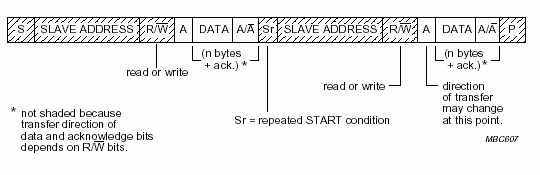 S SLAVE ADDRESS R/W̅ A DATA A/A̅ Sr SLAVE ADDRESS R/W̅ A DATA A/A̅ P
(n bytes + ack.) *
read or write
(n bytes + ack.) *
read or write
direction of transfer may change at this point.
Sr = repeated START condition
* not shaded because
transfer direction of
data and acknowledge bits
depends on R/W̅ bits.
MBC607